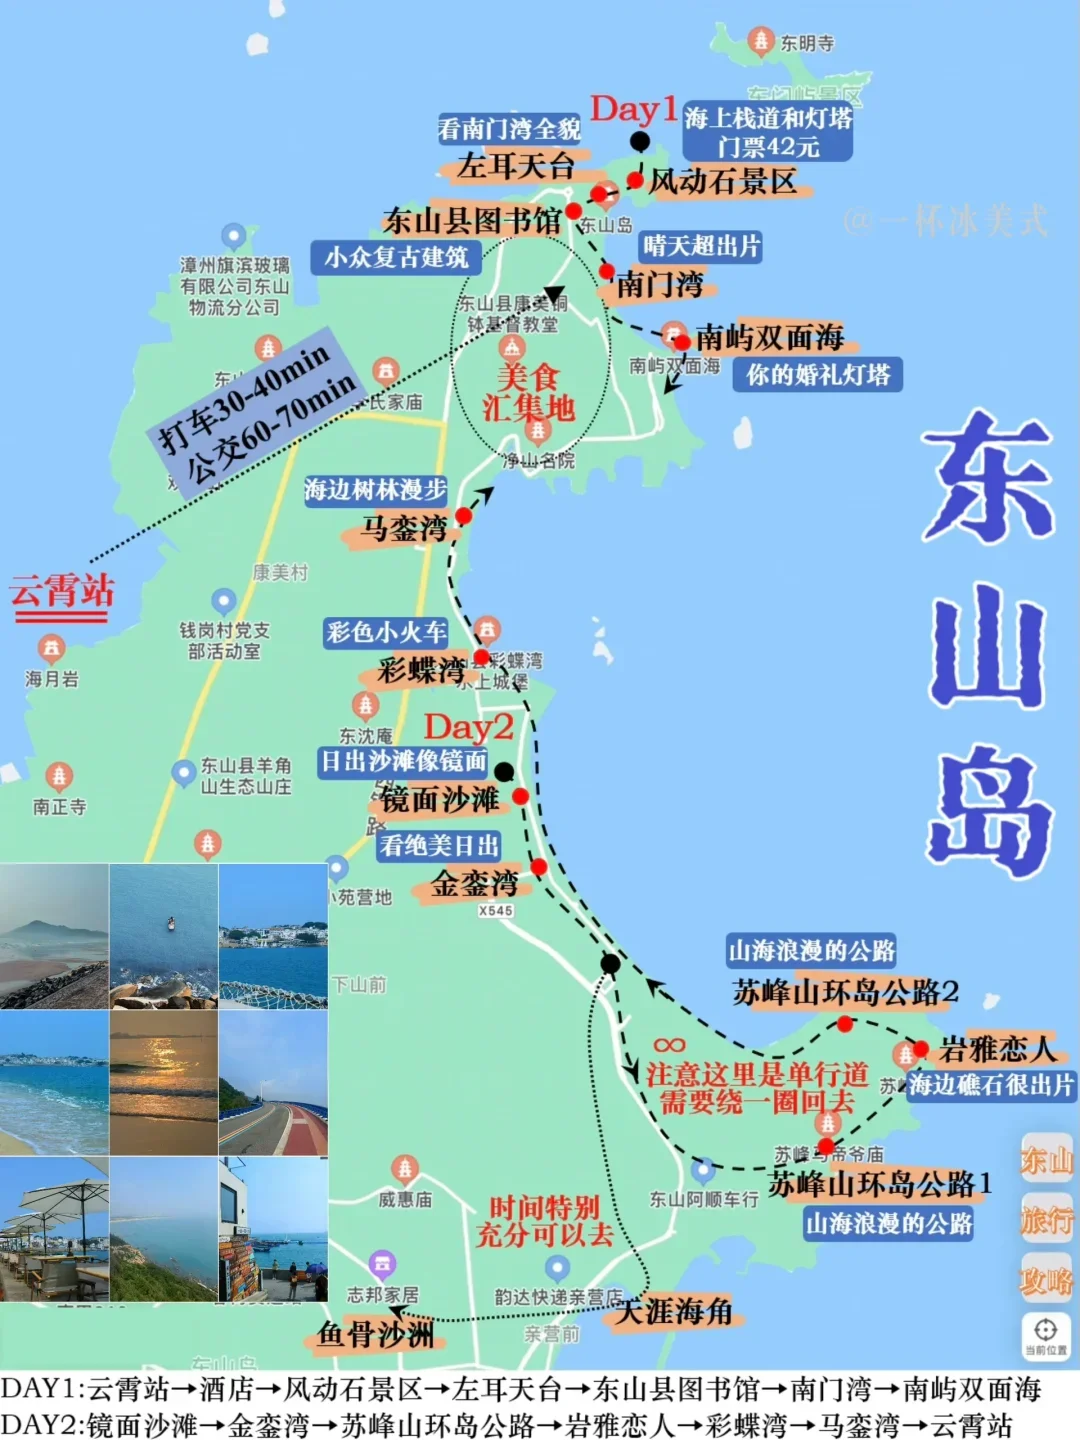 东明寺
东门屿景区
Day1
海上栈道和灯塔
门票42元
看南门湾全貌
左耳天台
风动石景区
东山县图书馆
东山岛
@一杯冰美式
小众复古建筑
晴天超出片
南门湾
漳州旗滨玻璃
有限公司东山
物流分公司
东山县康美铜
钵基督教堂
南屿双面海
南屿双面海
你的婚礼灯塔
打车30-40min
公交60-70min
氏家庙
美食
汇集地
净山名院
东山岛
海边树林漫步
马銮湾
云霄站
康美村
钱岗村党支
部活动室
海月岩
彩色小火车
彩蝶湾
县彩蝶湾
水上城堡
东沈庵
Day2
日出沙滩像镜面
东山县羊角
山生态山庄
南正寺
镜面沙滩
路
看绝美日出
金銮湾
小苑营地
X545
下山前
山海浪漫的公路
苏峰山环岛公路2
岩雅恋人
海边礁石很出片
∞
注意这里是单行道
需要绕一圈回去
苏峰马帝爷庙
苏峰山环岛公路1
山海浪漫的公路
东山阿顺车行
威惠庙
时间特别
充分可以去
志邦家居
韵达快递亲营店
天涯海角
鱼骨沙洲
亲营前
东山岛
东山
旅行
攻略
当前位置
DAY1:云霄站→酒店→风动石景区→左耳天台→东山县图书馆→南门湾→南屿双面海
DAY2:镜面沙滩→金銮湾→苏峰山环岛公路→岩雅恋人→彩蝶湾→马銮湾→云霄站